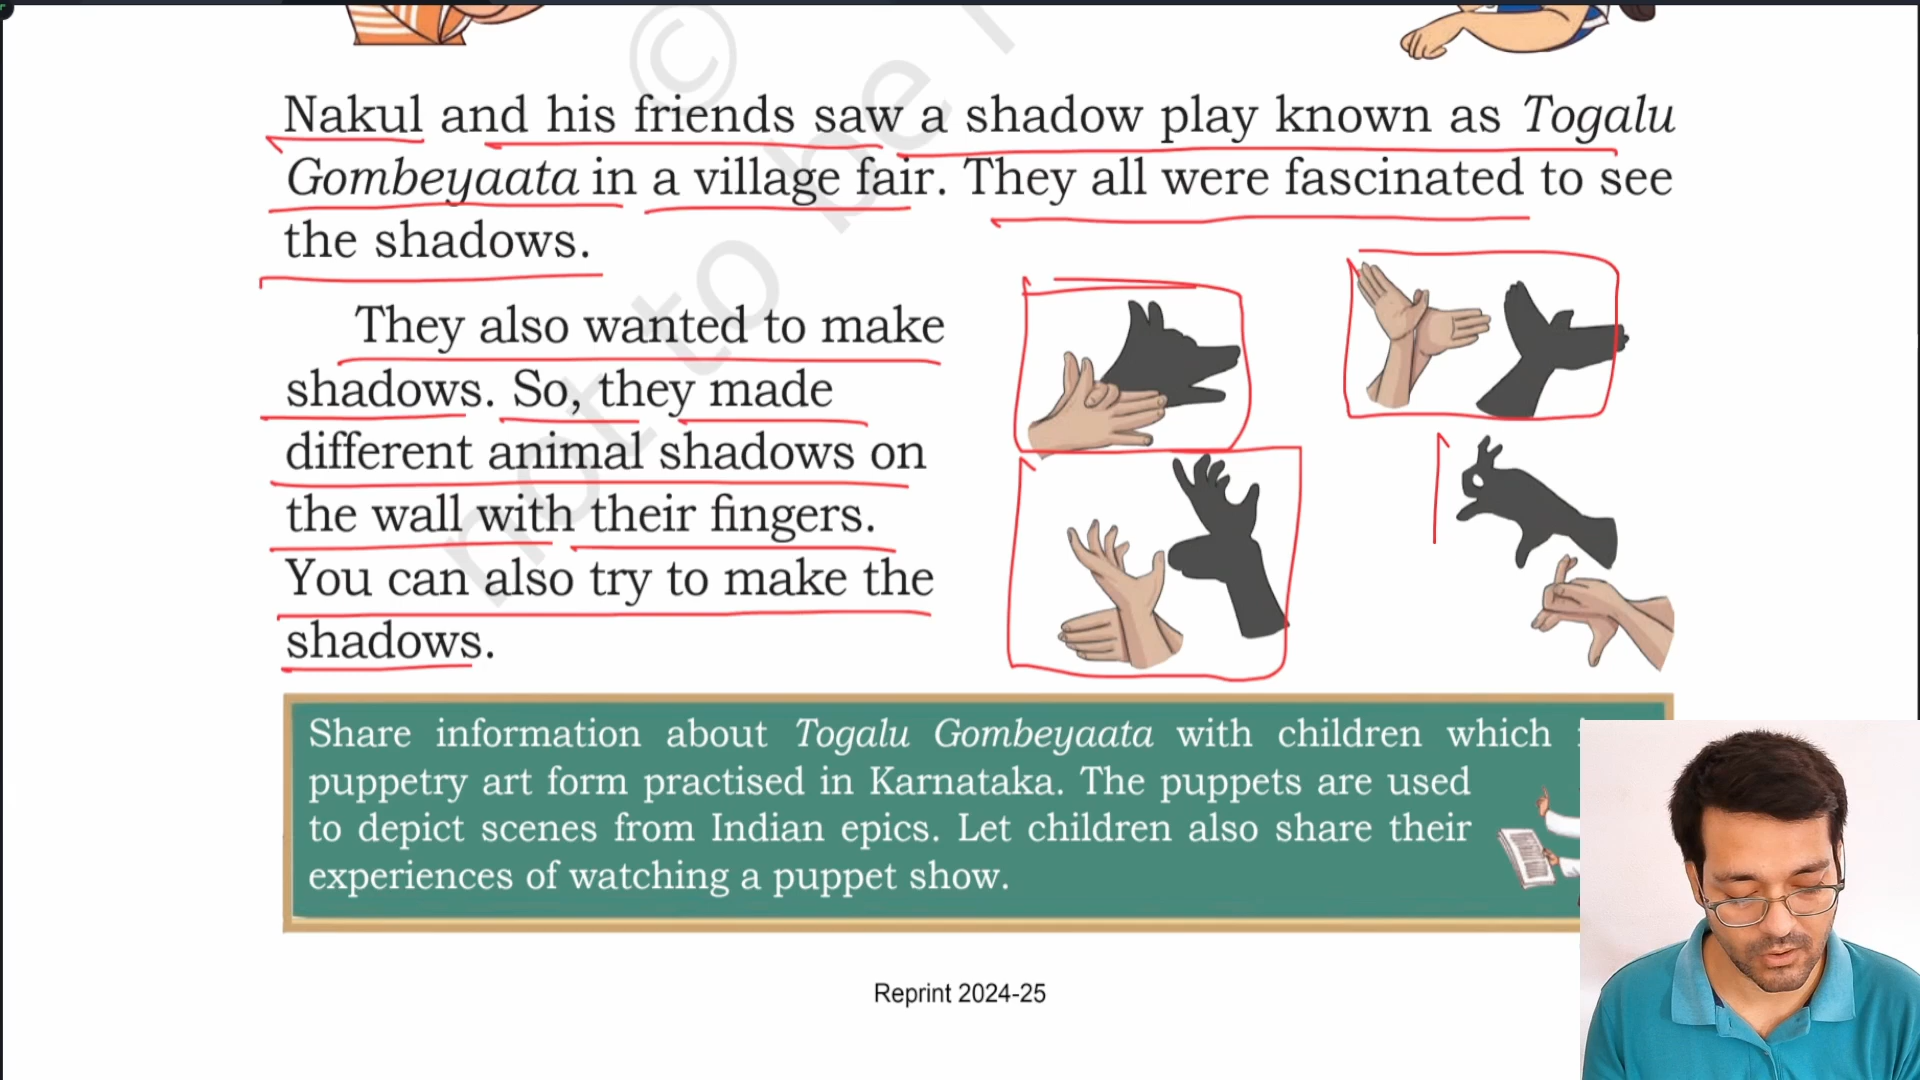 Nakul and his friends saw a shadow play known as Togalu
Gombeyaata in a village fair. They all were fascinated to see
the shadows.
They also wanted to make
shadows. So, they made
different animal shadows on
the wall with their fingers.
You can also try to make the
shadows.
Share information about Togalu Gombeyaata with children which
puppetry art form practised in Karnataka. The puppets are used
to depict scenes from Indian epics. Let children also share their
experiences of watching a puppet show.
Reprint 2024-25
© not to be